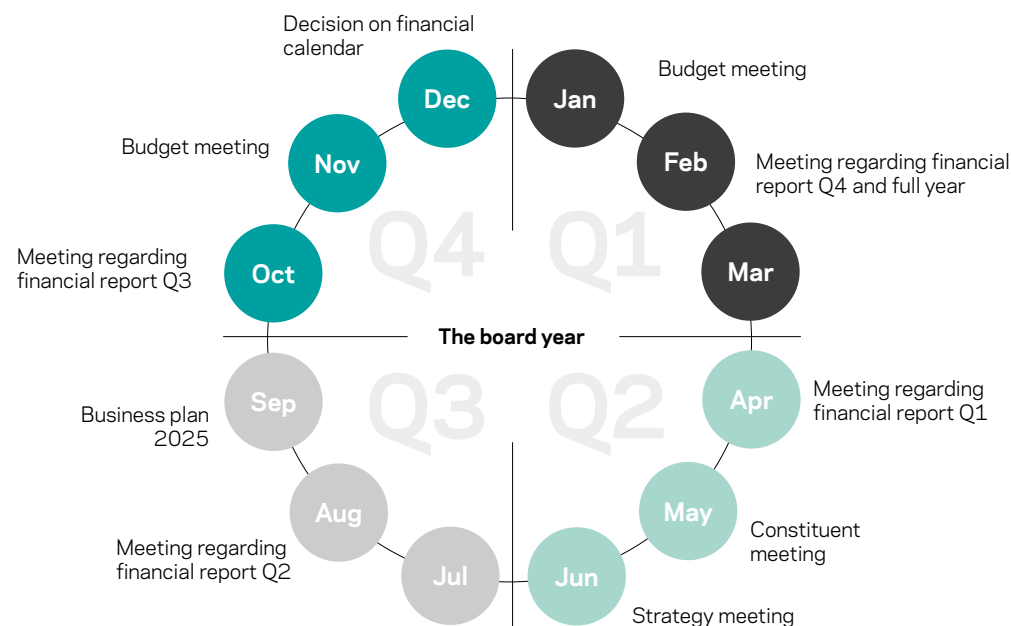 Decision on financial
calendar
Dec
Jan
Budget meeting
Budget meeting
Nov
Feb
Meeting regarding financial
report Q4 and full year
Meeting regarding
financial report Q3
Oct
Q4
Q1
Mar
The board year
Business plan
2025
Sep
Q3
Q2
Apr
Meeting regarding
financial report Q1
Meeting regarding
financial report Q2
Aug
May
Constituent
meeting
Jul
Jun
Strategy meeting